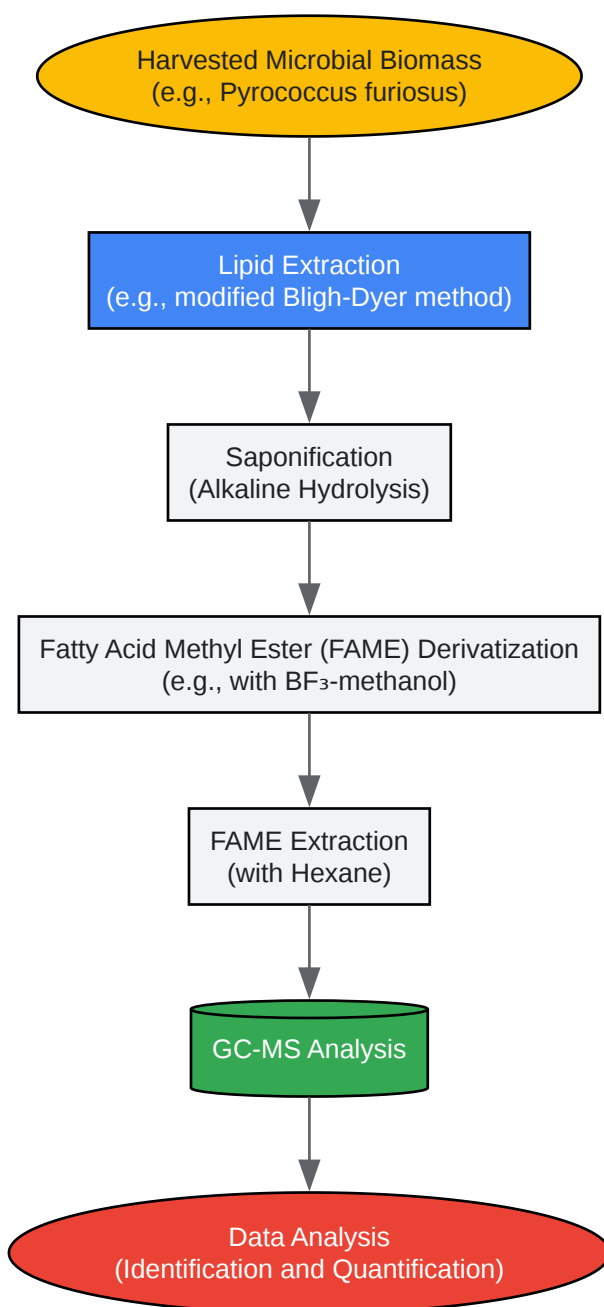 Harvested Microbial Biomass
(e.g., Pyrococcus furiosus)
Lipid Extraction
(e.g., modified Bligh-Dyer method)
Saponification
(Alkaline Hydrolysis)
Fatty Acid Methyl Ester (FAME) Derivatization
(e.g., with BF₃-methanol)
FAME Extraction
(with Hexane)
GC-MS Analysis
Data Analysis
(Identification and Quantification)